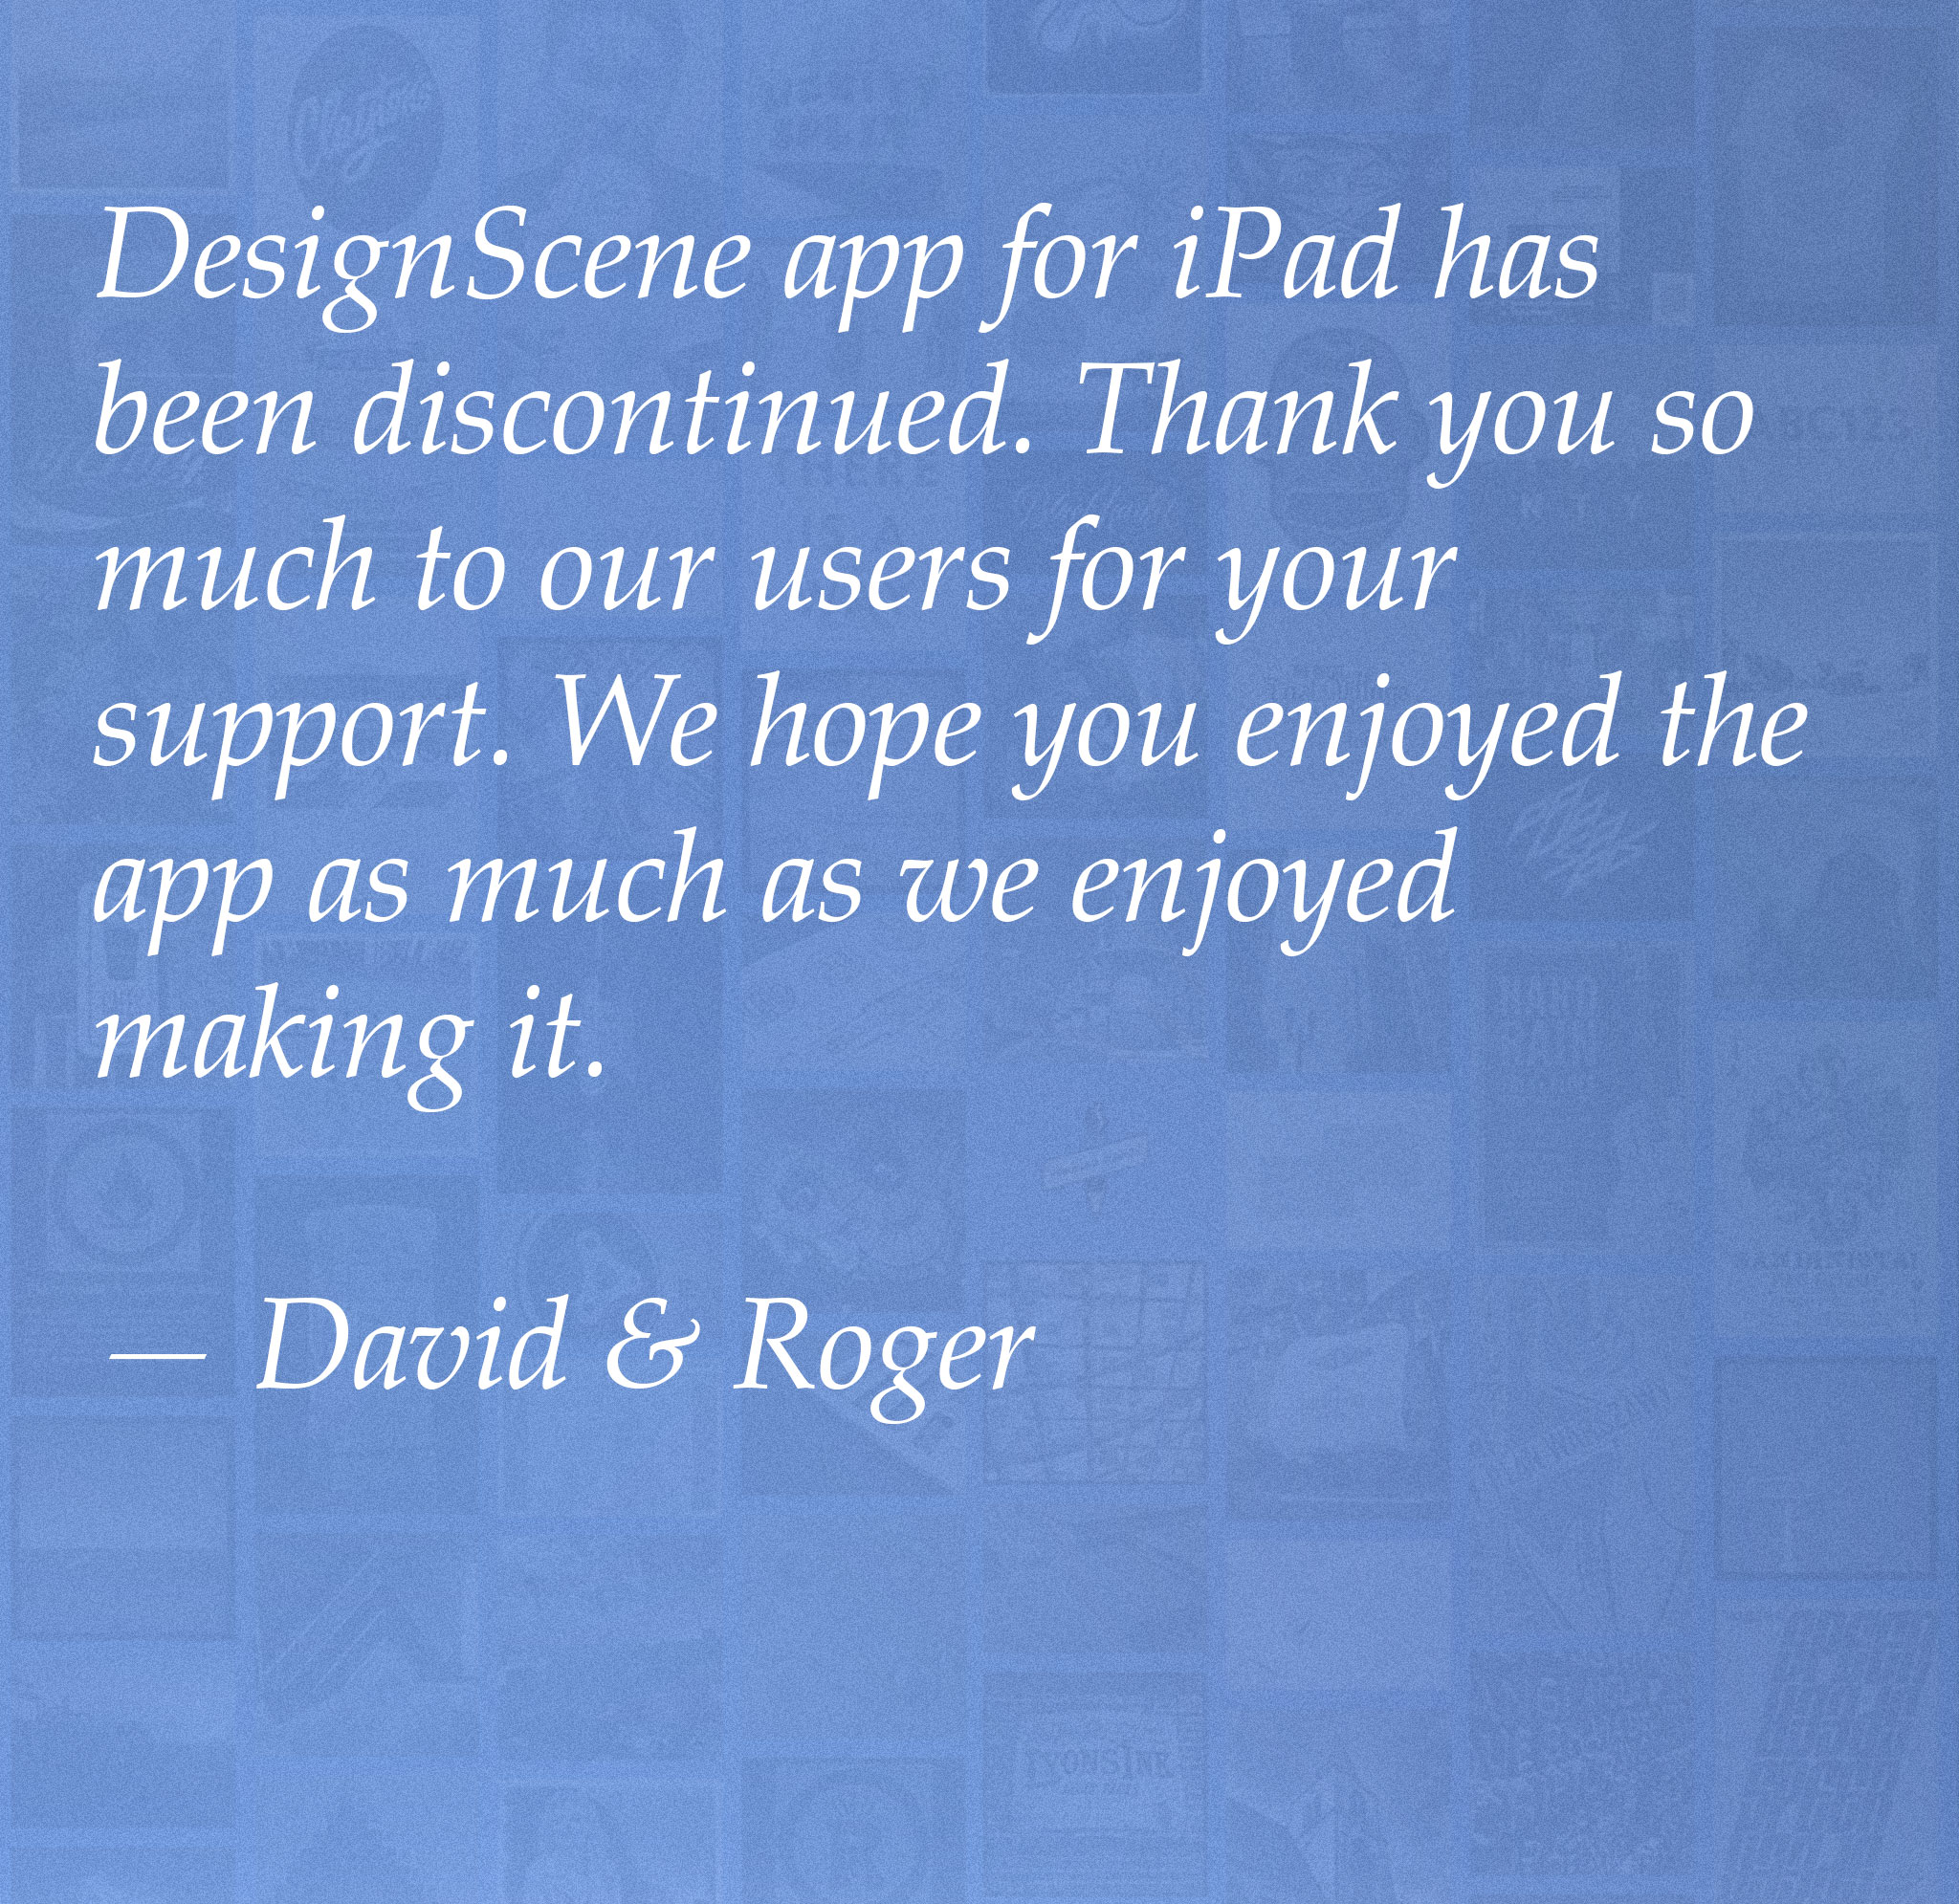 Claytons
DesignScene app for iPad has
been discontinued. Thank you so
much to our users for your
support. We hope you enjoyed the
app as much as we enjoyed
making it.
— David & Roger